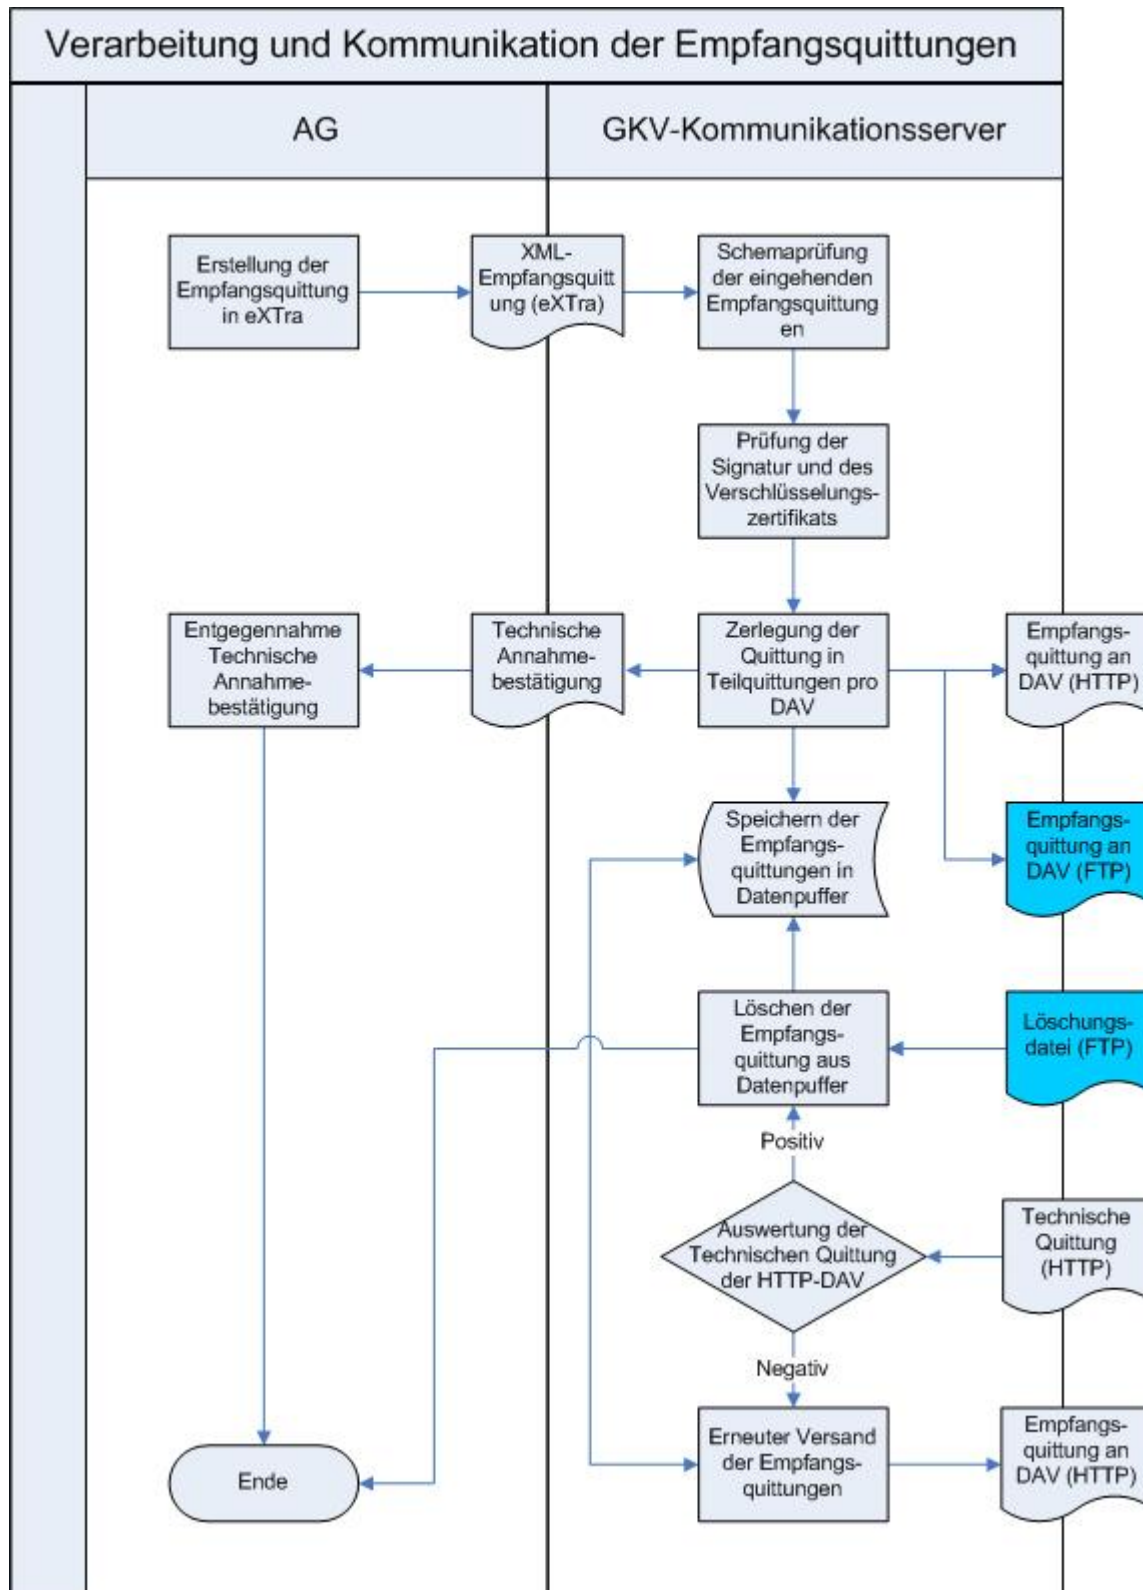 Verarbeitung und Kommunikation der Empfangsquittungen
AG
GKV-Kommunikationsserver
Erstellung der
Empfangsquittung
in eXTra
XML-
Empfangsquitt
ung (eXTra)
Schemaprüfung
der eingehenden
Empfangsquittung
en
Prüfung der
Signatur und des
Verschlüsselungs-
zertifikats
Entgegennahme
Technische
Annahme-
bestätigung
Technische
Annahme-
bestätigung
Zerlegung der
Quittung in
Teilquittungen pro
DAV
Empfangs-
quittung an
DAV (HTTP)
Speichern der
Empfangs-
quittungen in
Datenpuffer
Empfangs-
quittung an
DAV (FTP)
Löschen der
Empfangs-
quittung aus
Datenpuffer
Löschungs-
datei (FTP)
Positiv
Auswertung der
Technischen Quittung
der HTTP-DAV
Technische
Quittung
(HTTP)
Negativ
Ende
Erneuter Versand
der Empfangs-
quittungen
Empfangs-
quittung an
DAV (HTTP)